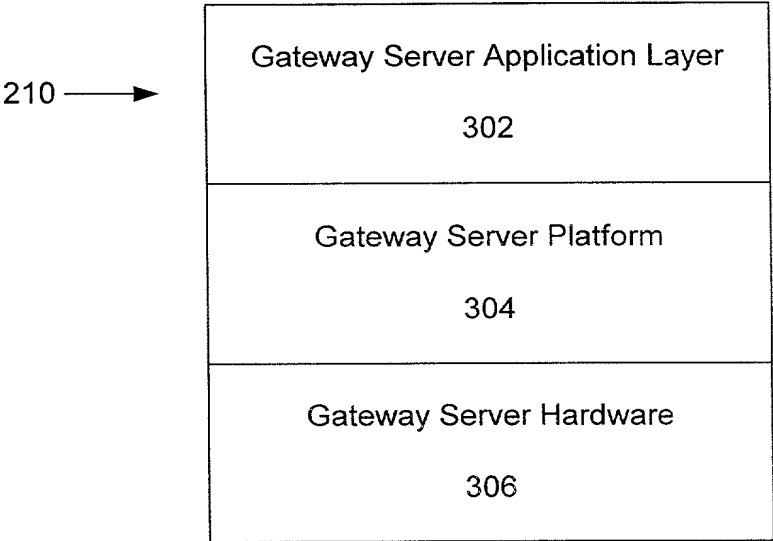 Gateway Server Application Layer
210
302
Gateway Server Platform
304
Gateway Server Hardware
306